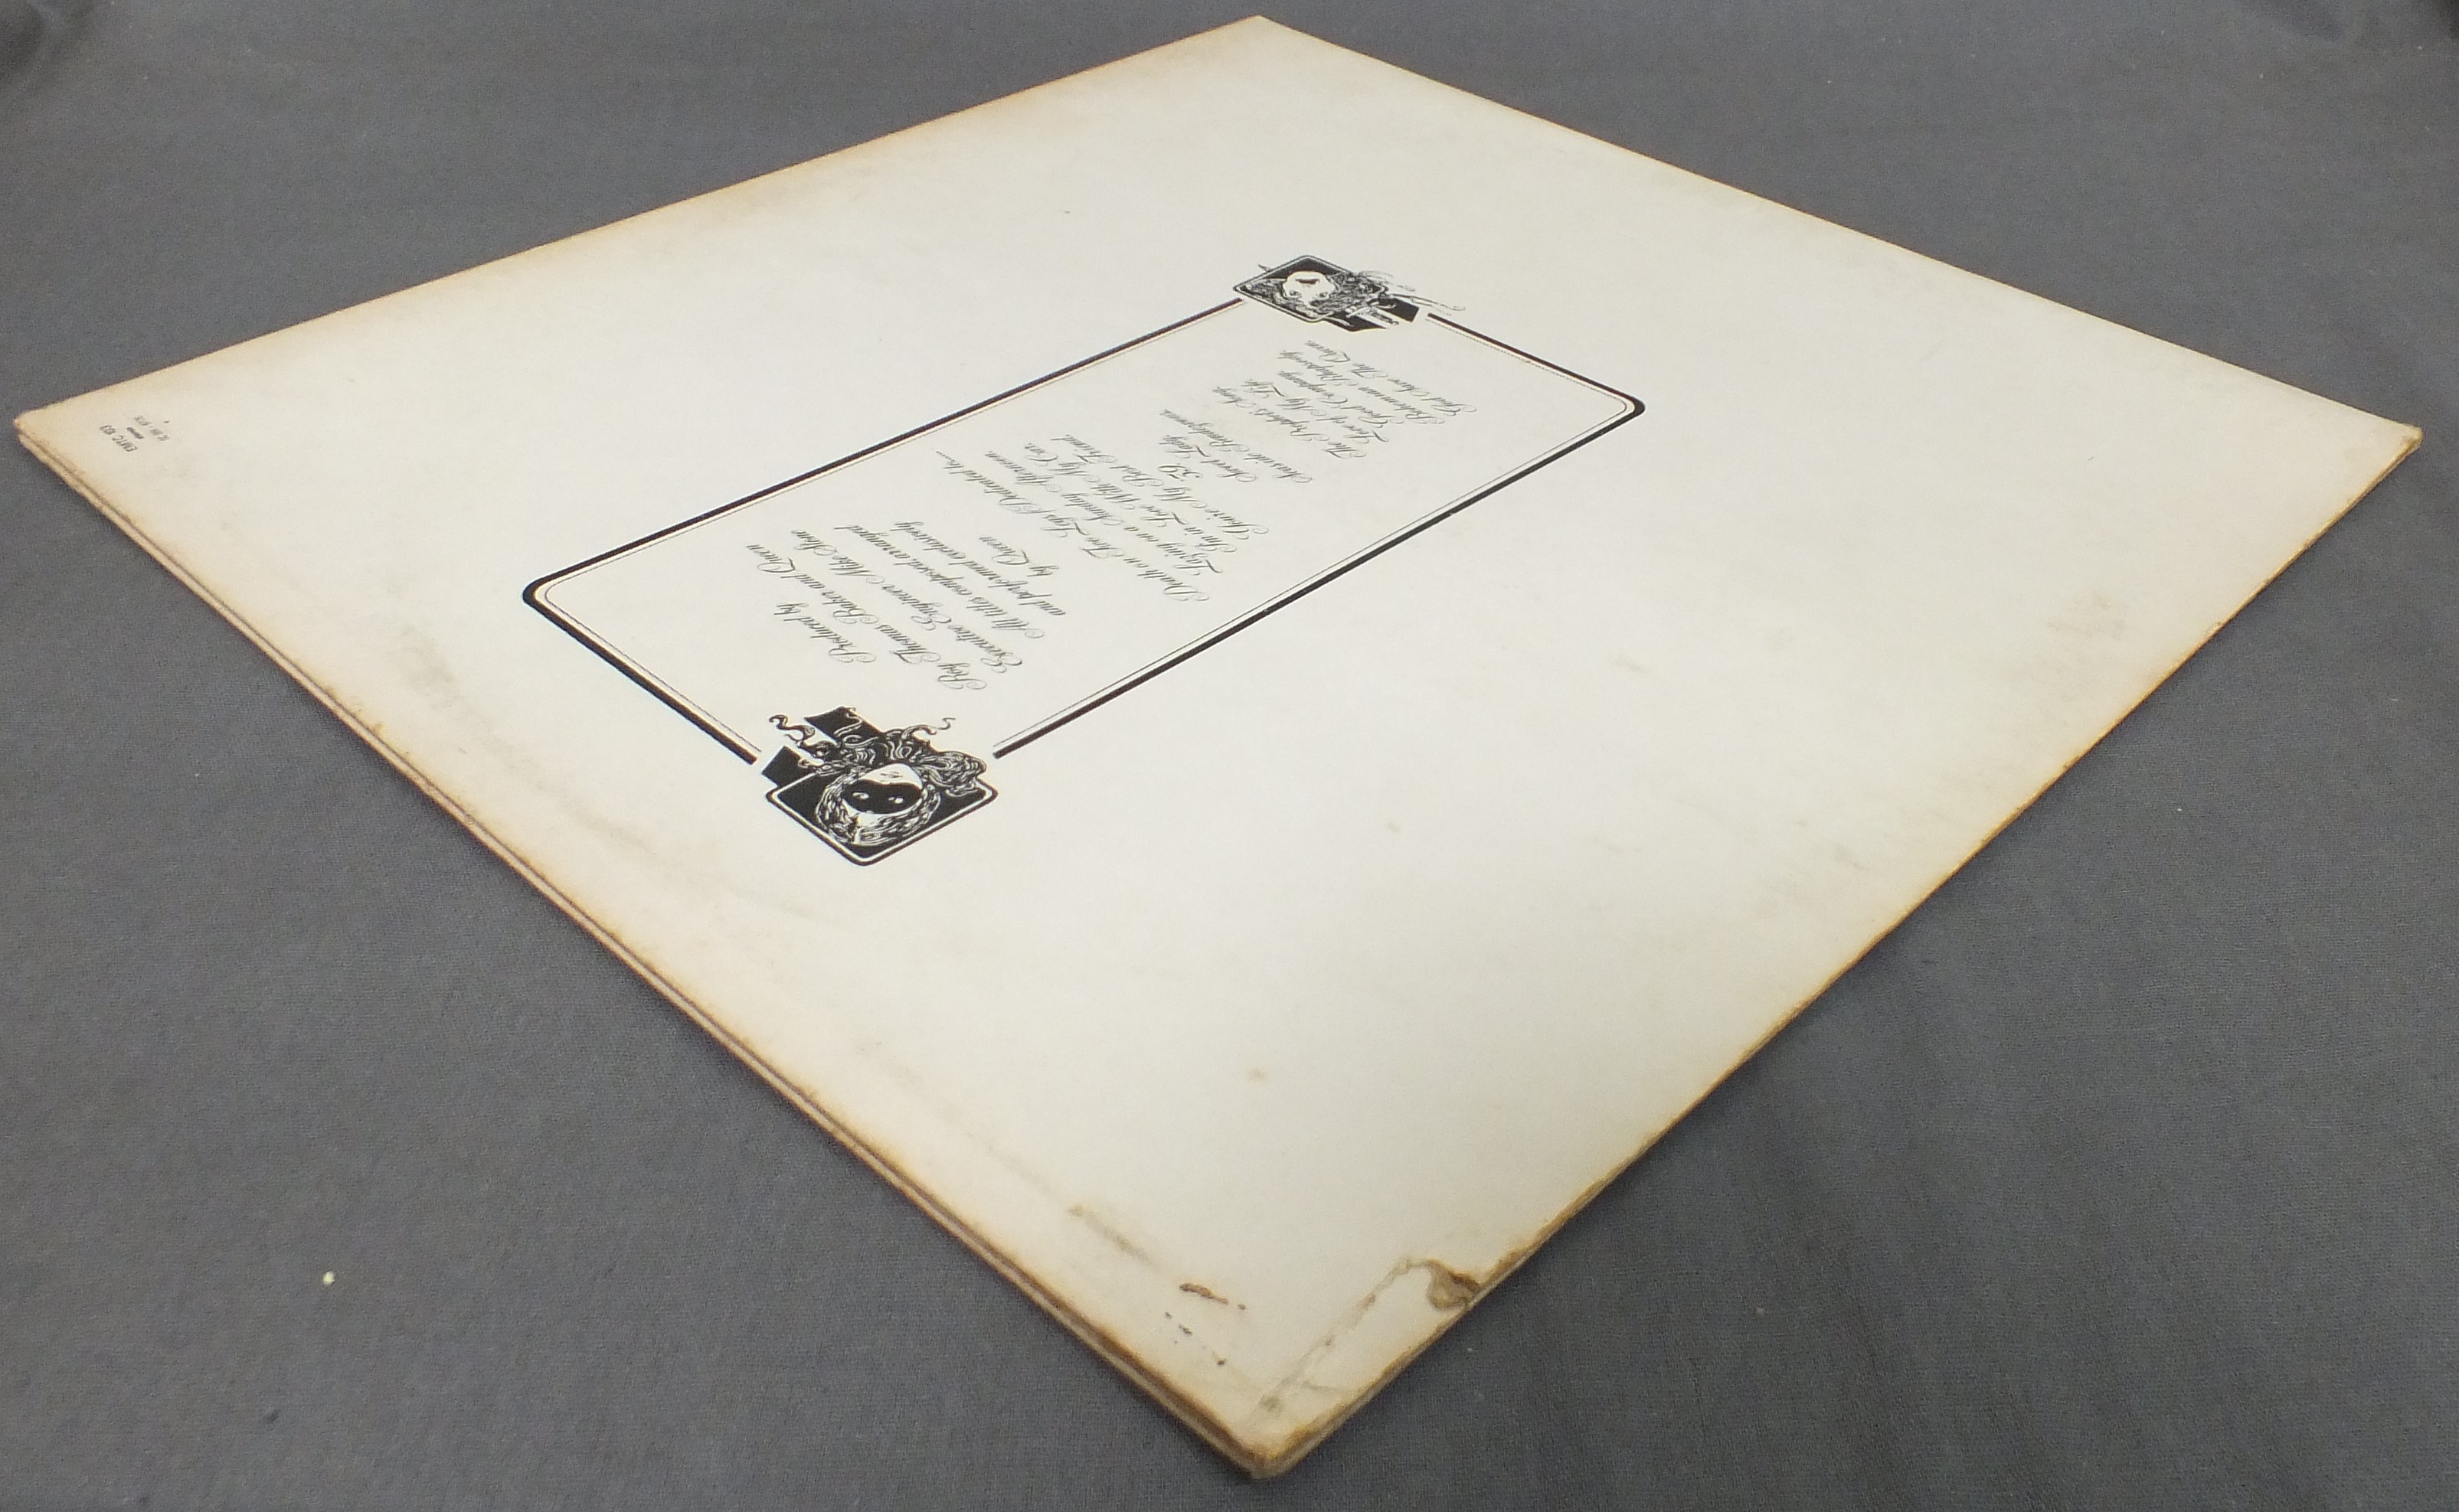 Produced by
Roy Thomas Baker and Queen
Executive Engineer Mike Stone
All titles composed, arranged
and performed exclusively
by Queen
Death on Two Legs (Dedicated to......
Lazing on a Sunday Afternoon.
I'm in Love With My Car.
You're My Best Friend.
'39
Sweet Lady.
Seaside Rendezvous.
The Prophet's Song.
Love of My Life.
Good Company.
Bohemian Rhapsody.
God Save The Queen.
EMTC 103